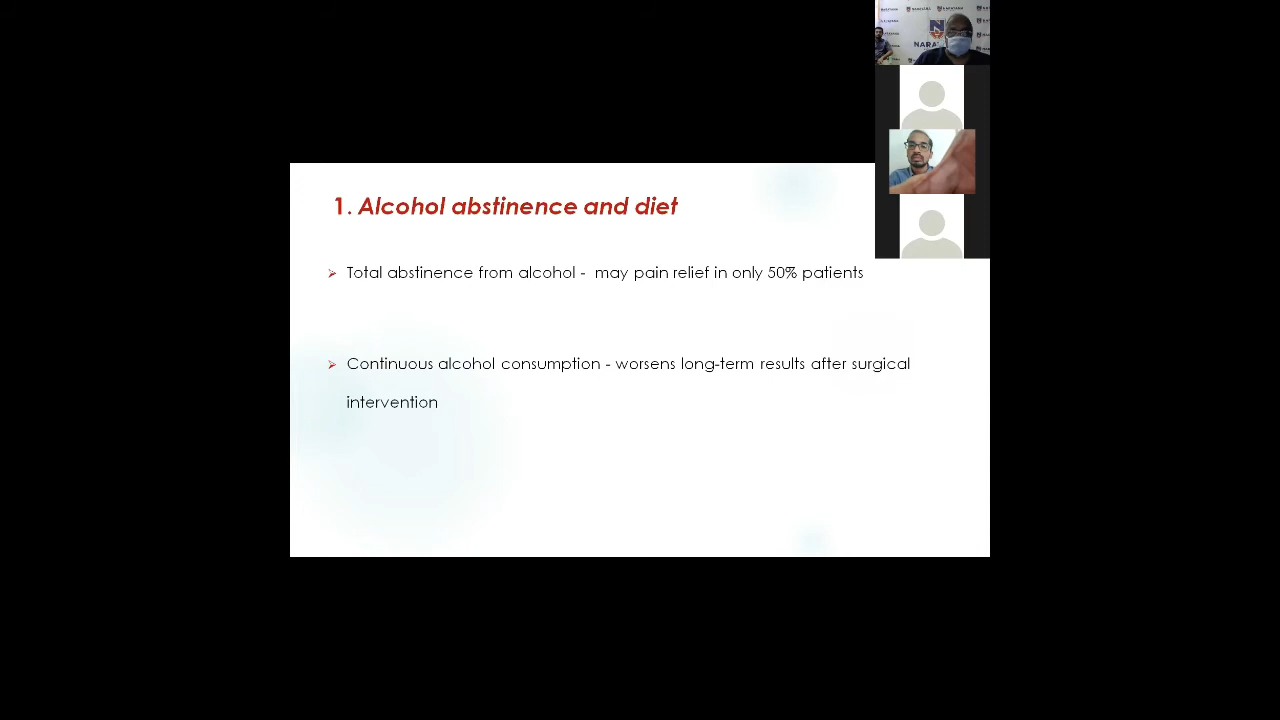 NARA
1. Alcohol abstinence and diet
➢ Total abstinence from alcohol - may pain relief in only 50% patients
➢ Continuous alcohol consumption - worsens long-term results after surgical
intervention